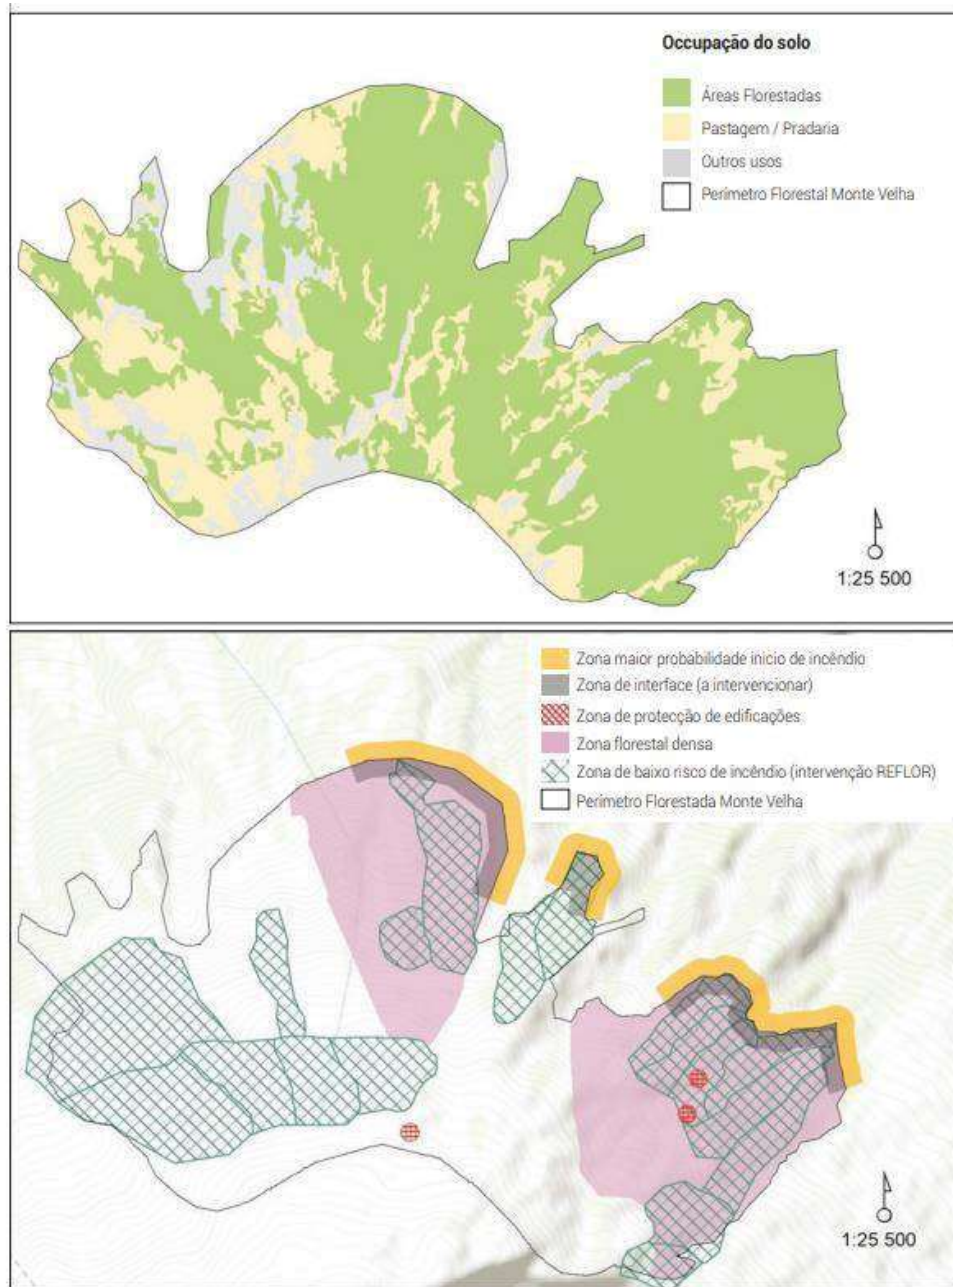 Occupação do solo
Áreas Florestadas
Pastagem / Pradaria
Outros usos
Perímetro Florestal Monte Velha
1:25 500
Zona maior probabilidade inicio de incêndio
Zona de interface (a intervencionar)
Zona de protecção de edificações
Zona florestal densa
Zona de baixo risco de incêndio (intervenção REFLOR)
Perímetro Florestada Monte Velha
1:25 500